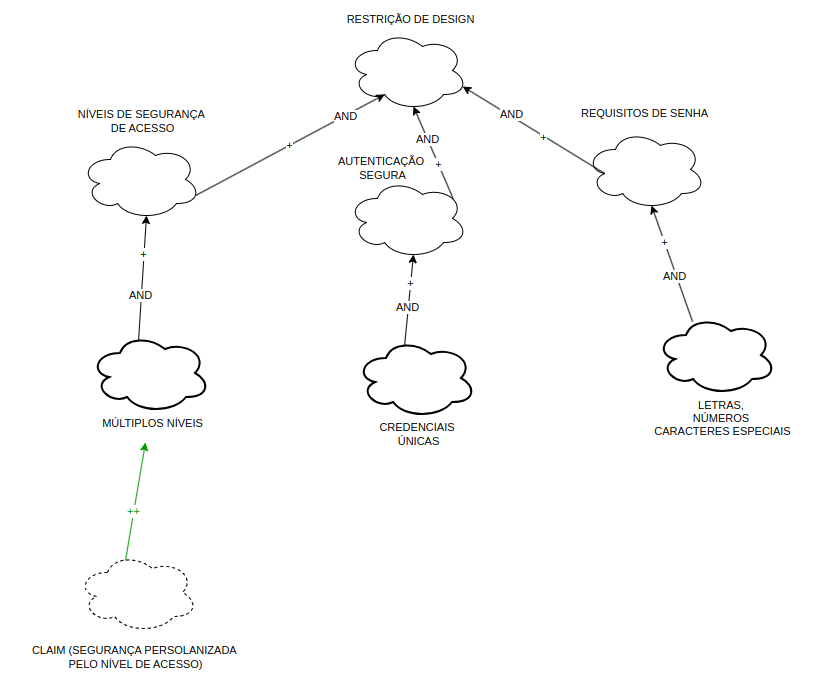 RESTRIÇÃO DE DESIGN
NÍVEIS DE SEGURANÇA
DE ACESSO
AND
+
AND
+
AUTENTICAÇÃO
SEGURA
AND
+
REQUISITOS DE SENHA
+
AND
+
AND
+
AND
MÚLTIPLOS NÍVEIS
CREDENCIAIS
ÚNICAS
LETRAS,
NÚMEROS
CARACTERES ESPECIAIS
++
CLAIM (SEGURANÇA PERSOLANIZADA
PELO NÍVEL DE ACESSO)